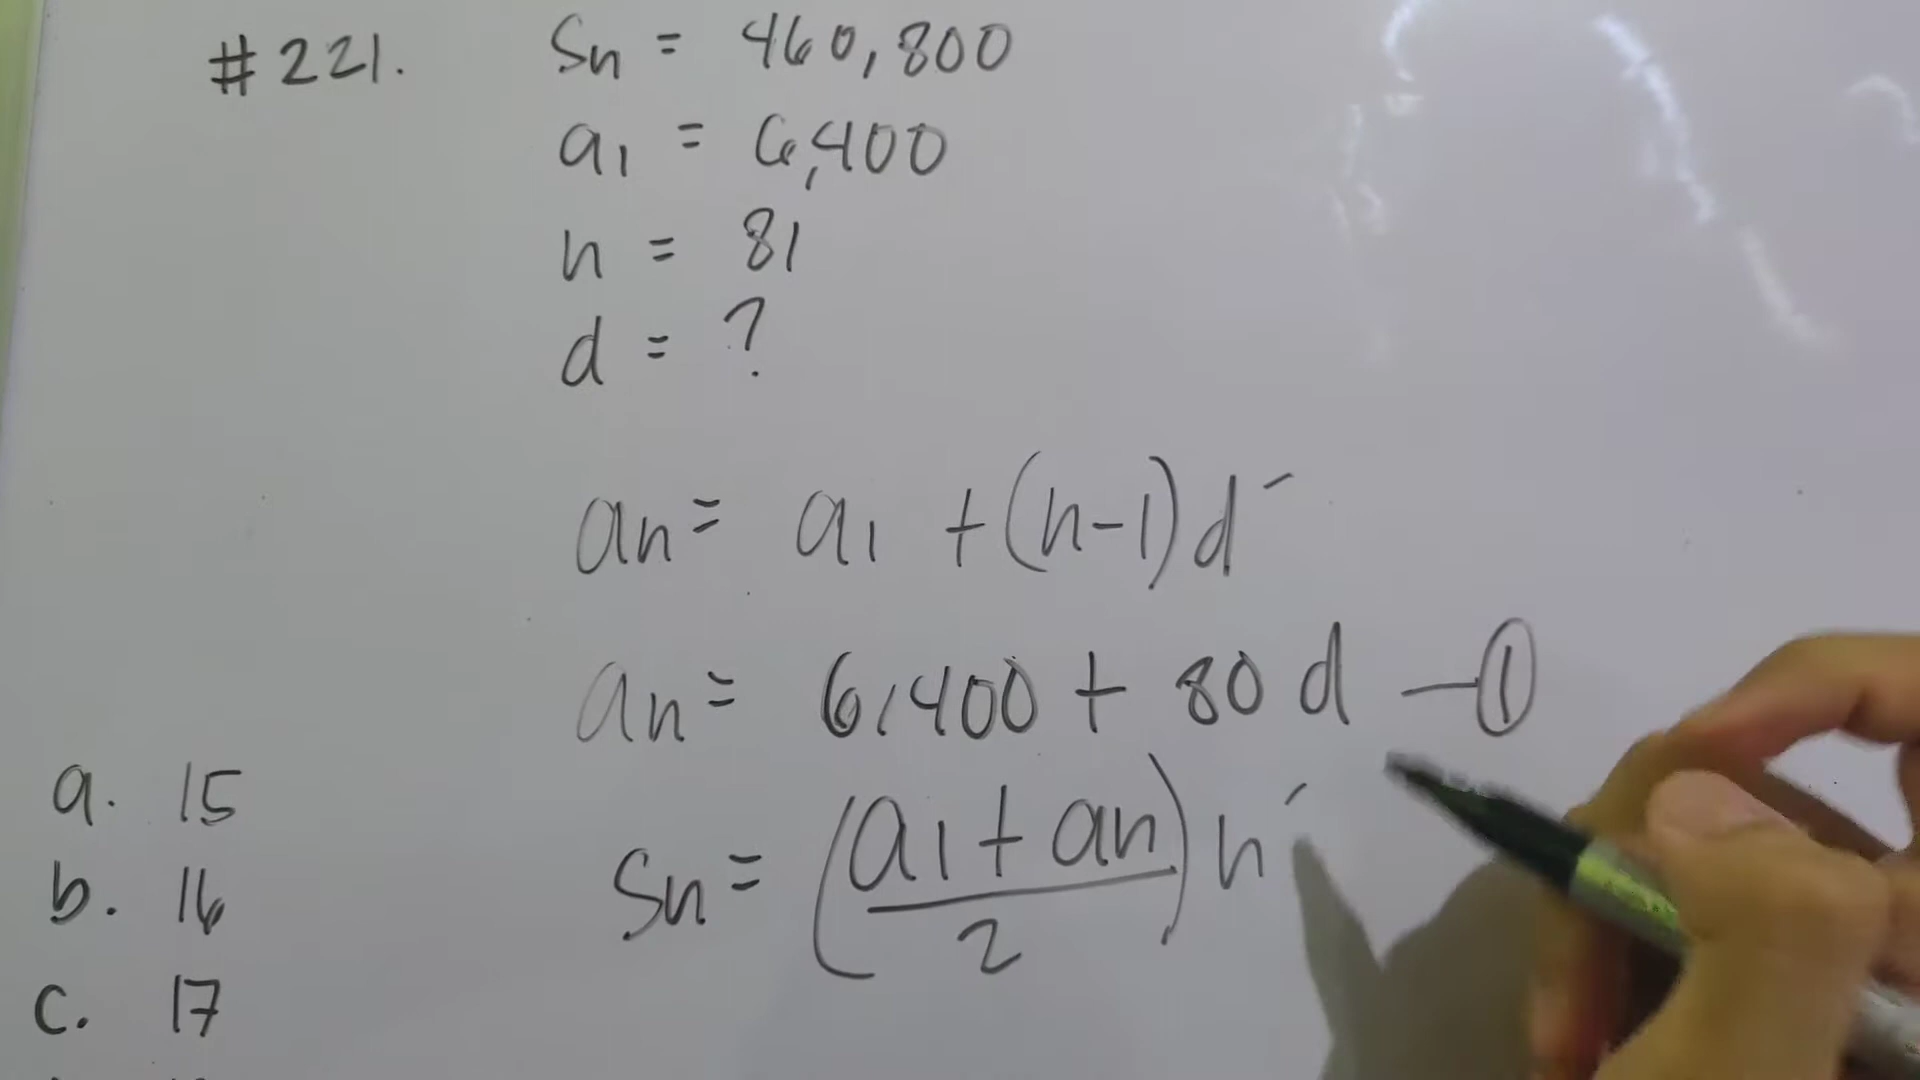 #221. Sn = 460,800
a1 = 6,400
n = 81
d = ?
an = a1 + (n-1)d
an = 6,400 + 80d —①
Sn = (a1 + an / 2) n
a. 15
b. 16
c. 17